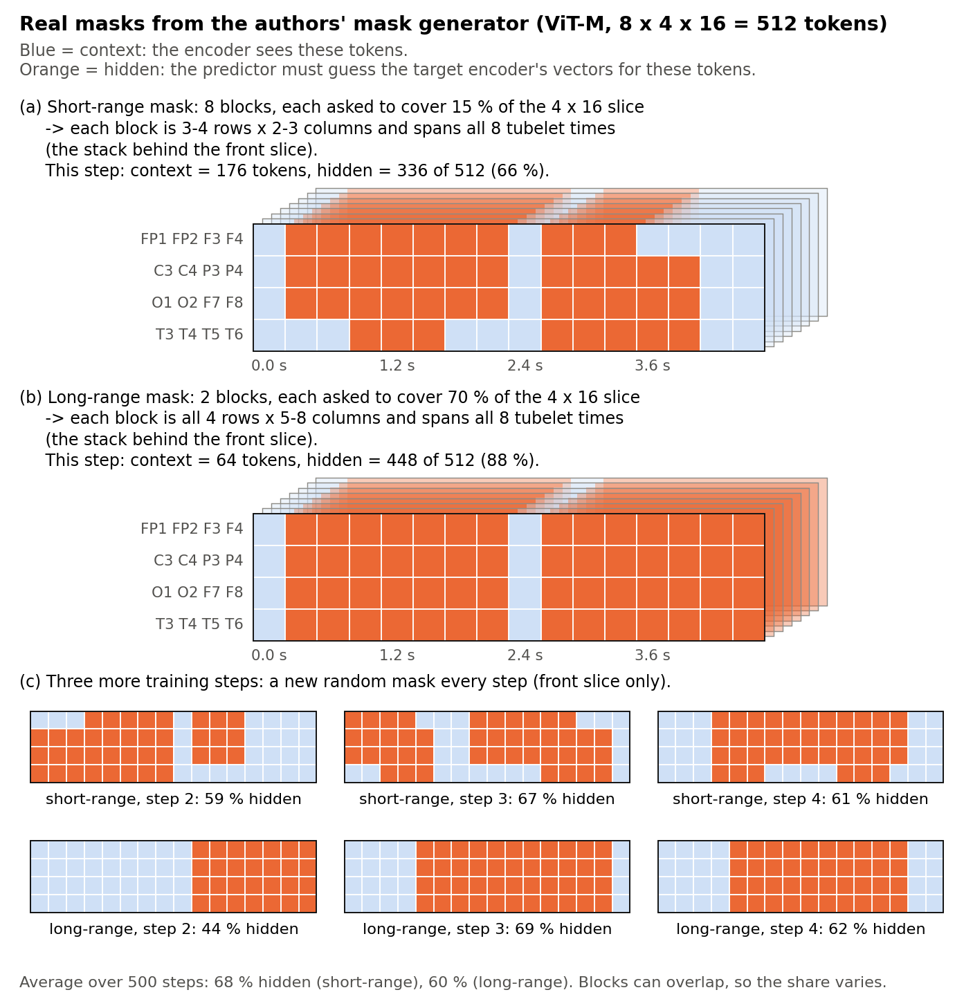 Real masks from the authors' mask generator (ViT-M, 8 x 4 x 16 = 512 tokens)
Blue = context: the encoder sees these tokens.
Orange = hidden: the predictor must guess the target encoder's vectors for these tokens.
(a) Short-range mask: 8 blocks, each asked to cover 15 % of the 4 x 16 slice
-> each block is 3-4 rows x 2-3 columns and spans all 8 tubelet times
(the stack behind the front slice).
This step: context = 176 tokens, hidden = 336 of 512 (66 %).
FP1 FP2 F3 F4
C3 C4 P3 P4
O1 O2 F7 F8
T3 T4 T5 T6
0.0 s 1.2 s 2.4 s 3.6 s
(b) Long-range mask: 2 blocks, each asked to cover 70 % of the 4 x 16 slice
-> each block is all 4 rows x 5-8 columns and spans all 8 tubelet times
(the stack behind the front slice).
This step: context = 64 tokens, hidden = 448 of 512 (88 %).
FP1 FP2 F3 F4
C3 C4 P3 P4
O1 O2 F7 F8
T3 T4 T5 T6
0.0 s 1.2 s 2.4 s 3.6 s
(c) Three more training steps: a new random mask every step (front slice only).
short-range, step 2: 59 % hidden
short-range, step 3: 67 % hidden
short-range, step 4: 61 % hidden
long-range, step 2: 44 % hidden
long-range, step 3: 69 % hidden
long-range, step 4: 62 % hidden
Average over 500 steps: 68 % hidden (short-range), 60 % (long-range). Blocks can overlap, so the share varies.